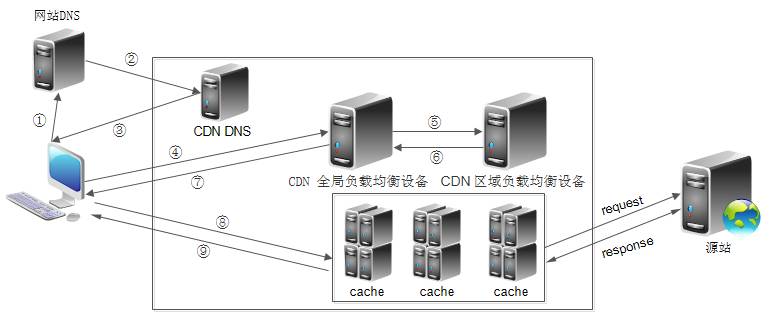 网站DNS
②
①
③
CDN DNS
④
⑤
⑥
⑦
CDN 全局负载均衡设备
CDN 区域负载均衡设备
⑧
⑨
cache
cache
cache
request
response
源站